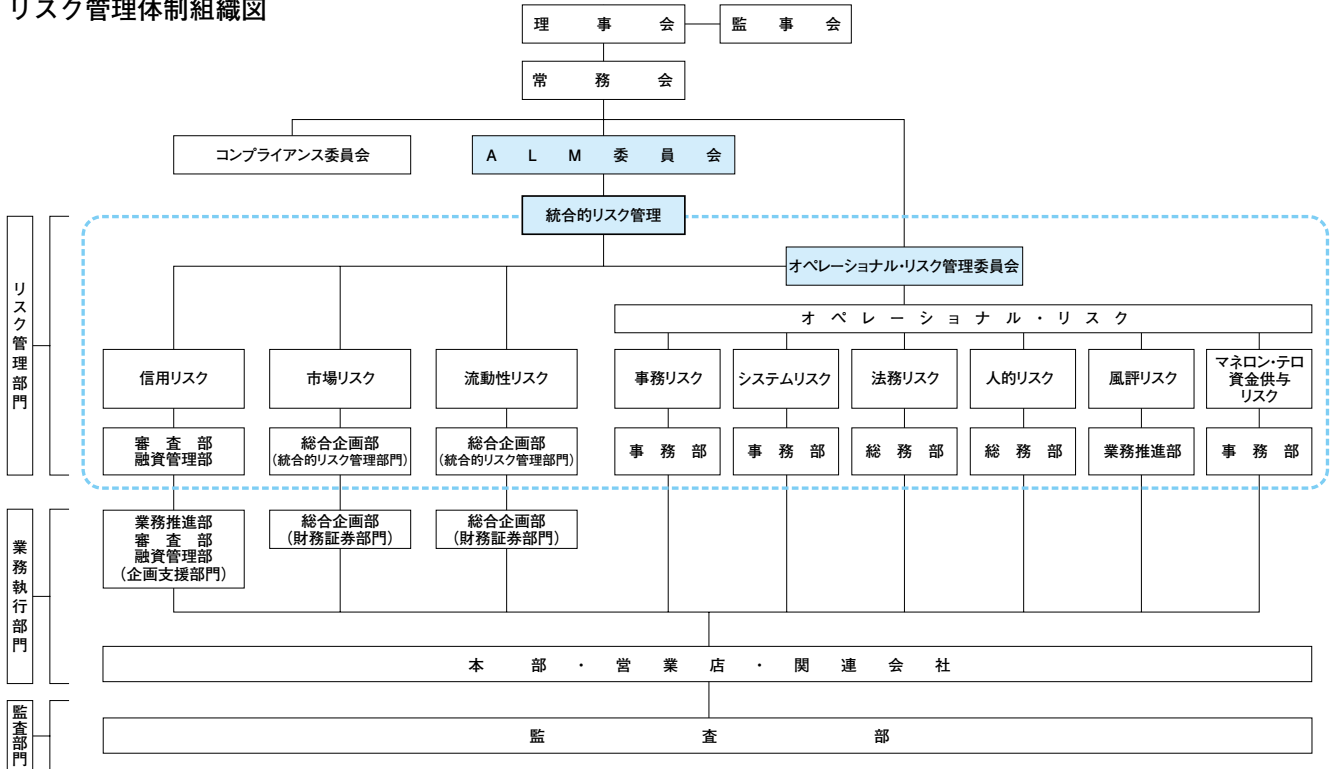 リスク管理体制組織図
理事会
監事会
常務会
コンプライアンス委員会
ALM委員会
統合的リスク管理
オペレーショナル・リスク管理委員会
オペレーショナル・リスク
リスク管理部門
信用リスク
市場リスク
流動性リスク
事務リスク
システムリスク
法務リスク
人的リスク
風評リスク
マネロン・テロ
資金供与
リスク
審査部
融資管理部
総合企画部
(統合的リスク管理部門)
総合企画部
(統合的リスク管理部門)
事務部
事務部
総務部
総務部
業務推進部
事務部
業務執行部門
業務推進部
審査部
融資管理部
(企画支援部門)
総合企画部
(財務証券部門)
総合企画部
(財務証券部門)
本部・営業店・関連会社
監査部門
監査部